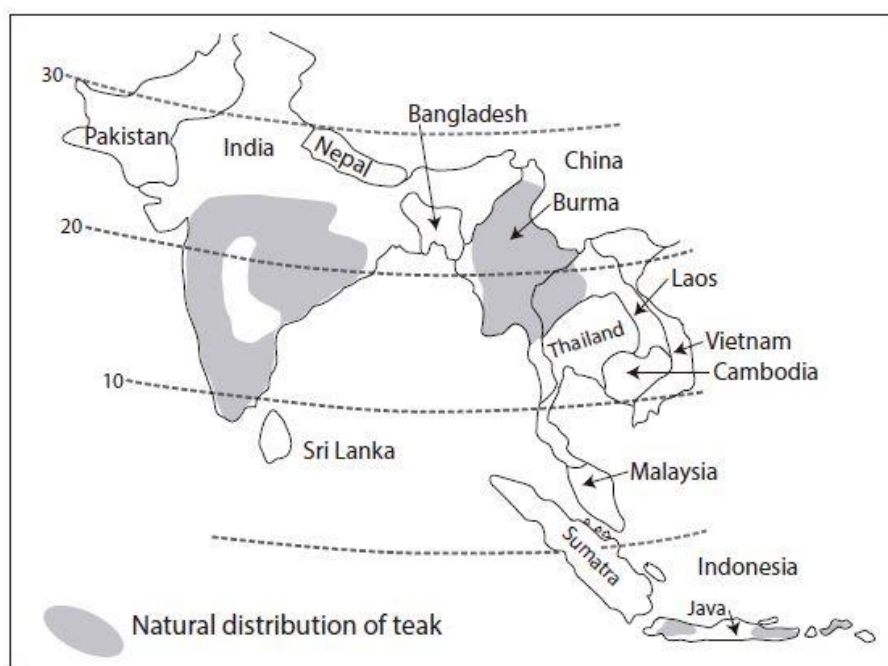 30
Bangladesh
Pakistan
India
Nepal
China
Burma
20
Laos
Thailand
Vietnam
Cambodia
10
Sri Lanka
Malaysia
Sumatra
Indonesia
Java
Natural distribution of teak